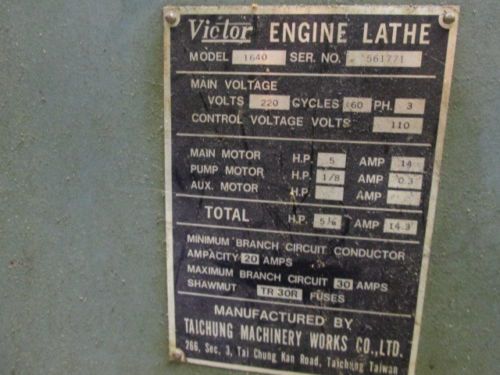 Victor ENGINE LATHE
MODEL 1640 SER. NO. 561771
MAIN VOLTAGE
VOLTS 220 CYCLES 60 PH. 3
CONTROL VOLTAGE VOLTS 110
MAIN MOTOR H.P. 5 AMP 14
PUMP MOTOR H.P. 1/8 AMP 0.3
AUX. MOTOR H.P. AMP
TOTAL H.P. 5⅛ AMP 14.3
MINIMUM BRANCH CIRCUIT CONDUCTOR
AMPACITY 20 AMPS
MAXIMUM BRANCH CIRCUIT 30 AMPS
SHAWMUT TR 30R FUSES
MANUFACTURED BY
TAICHUNG MACHINERY WORKS CO., LTD.
266, Sec, 3, Tai Chung Kan Road, Taichung Taiwan